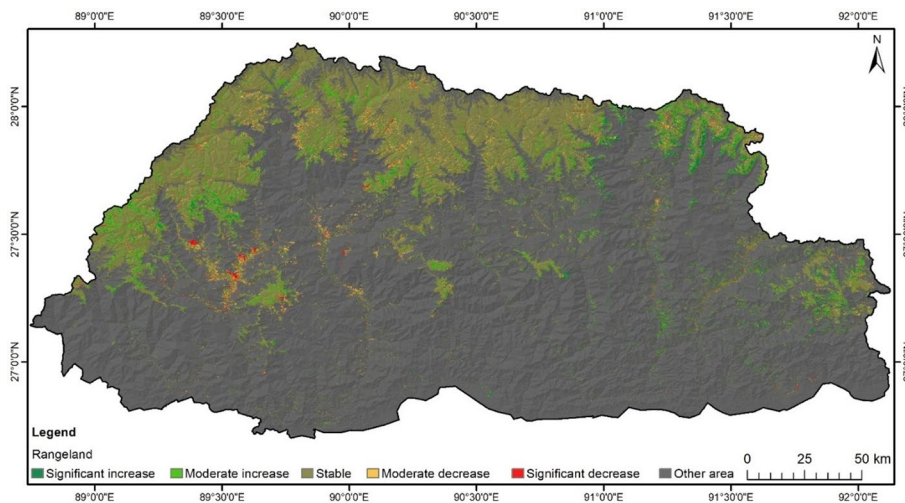 89°0'0"E 89°30'0"E 90°0'0"E 90°30'0"E 91°0'0"E 91°30'0"E 92°0'0"E
N
28°0'0"N
27°30'0"N
27°0'0"N
Legend
Rangeland
Significant increase Moderate increase Stable Moderate decrease Significant decrease Other area
0 25 50 km
89°0'0"E 89°30'0"E 90°0'0"E 90°30'0"E 91°0'0"E 91°30'0"E 92°0'0"E